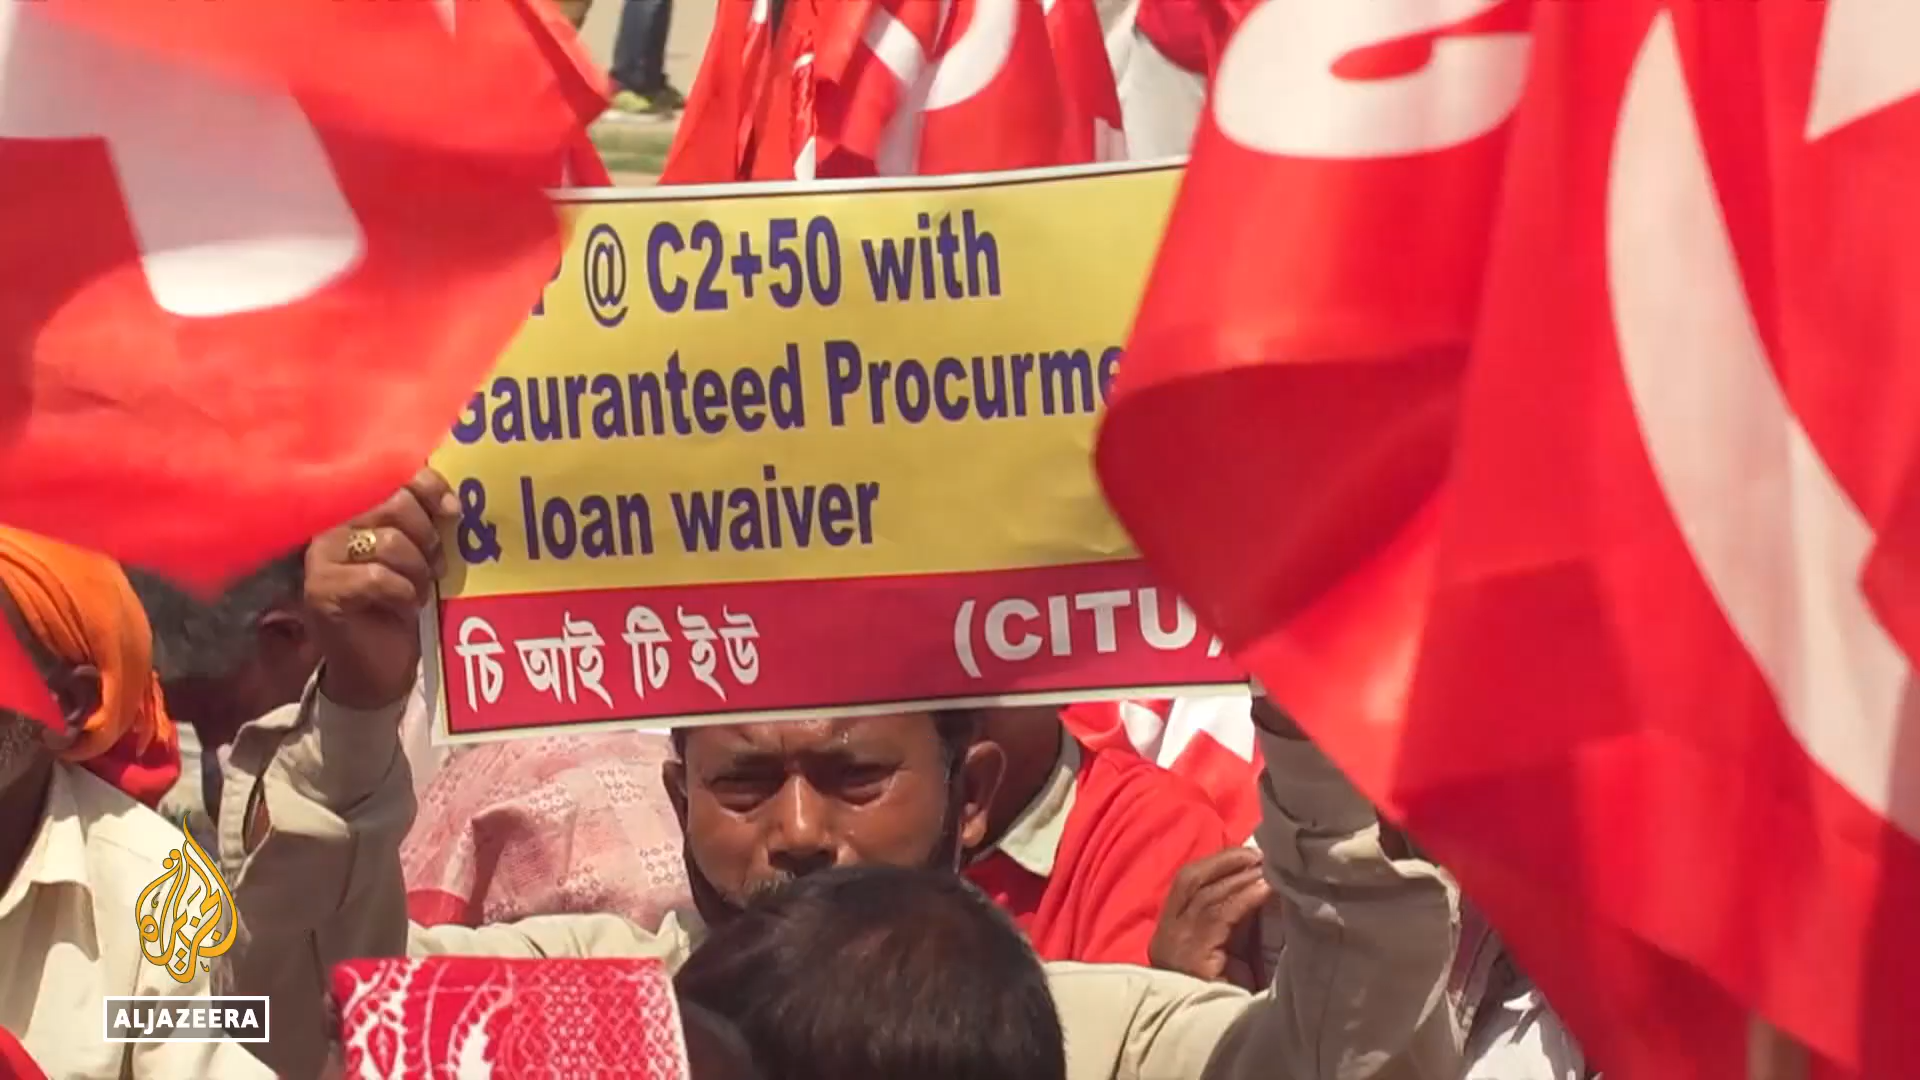 @ C2+50 with
Gauranteed Procurme
& loan waiver
চি আই টি ইউ (CITU)
ALJAZEERA